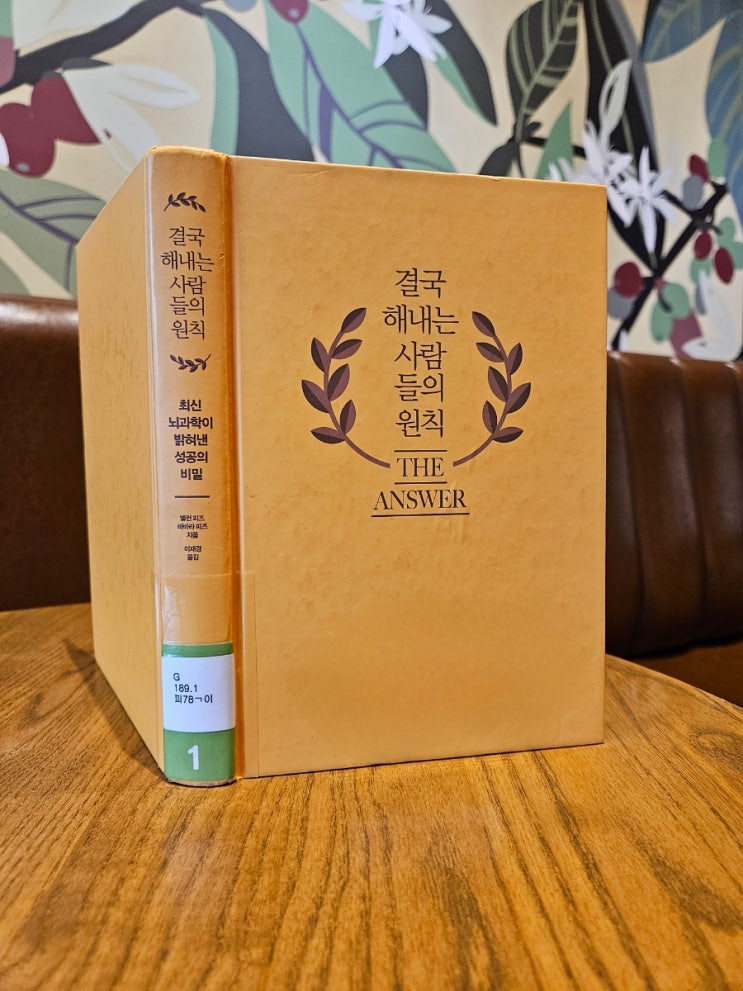 결국
해내는
사람
들의
원칙
최신
뇌과학이
밝혀낸
성공의
비밀
앨런 피즈
바바라 피즈
지음
이재경
옮김
G
189.1
피78ㄱ이
1
결국
해내는
사람
들의
원칙
THE
ANSWER